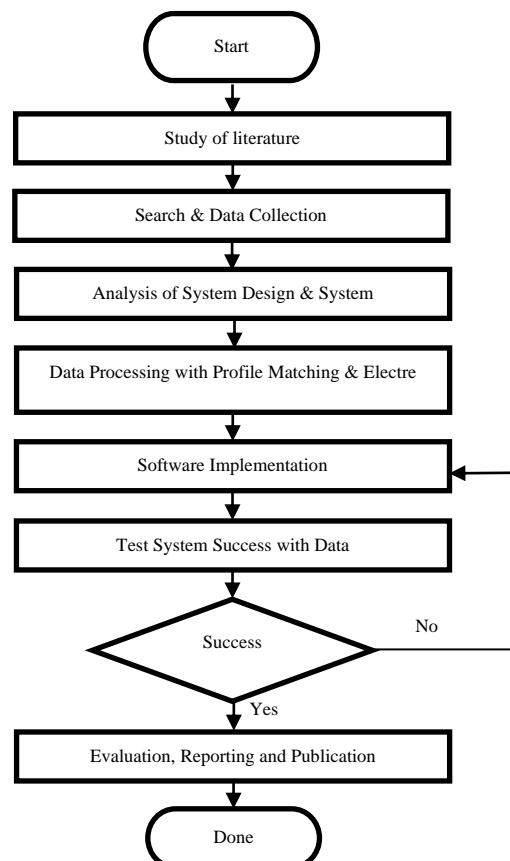 Start
Study of literature
Search & Data Collection
Analysis of System Design & System
Data Processing with Profile Matching & Electre
Software Implementation
Test System Success with Data
Success
No
Yes
Evaluation, Reporting and Publication
Done